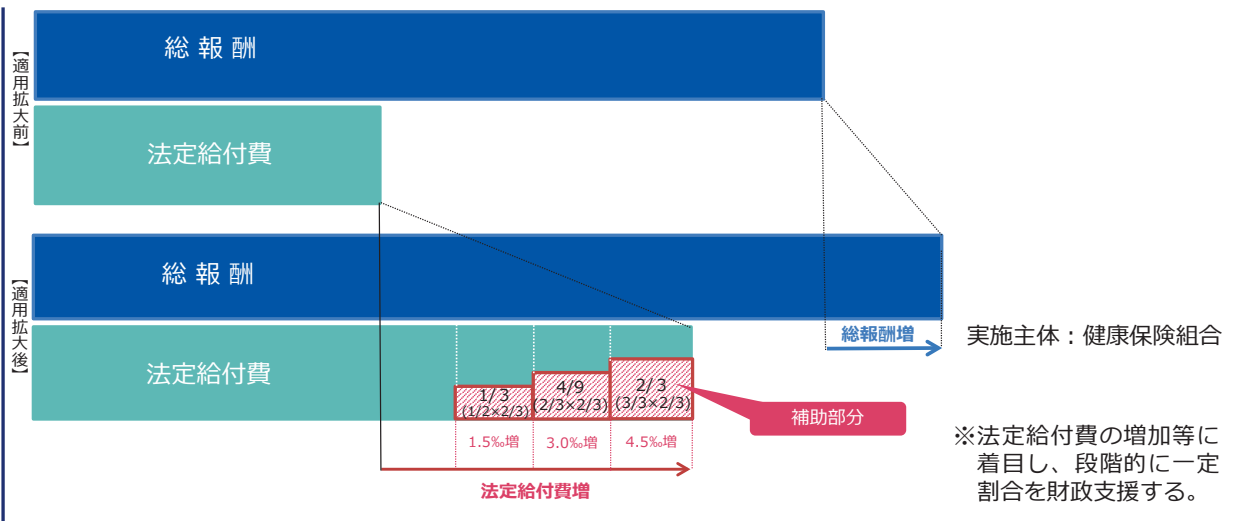 【適用拡大前】
総報酬
法定給付費
【適用拡大後】
総報酬
総報酬増
実施主体：健康保険組合
法定給付費
1/3
(1/2×2/3)
4/9
(2/3×2/3)
2/3
(3/3×2/3)
補助部分
1.5‰増
3.0‰増
4.5‰増
法定給付費増
※法定給付費の増加等に
着目し、段階的に一定
割合を財政支援する。